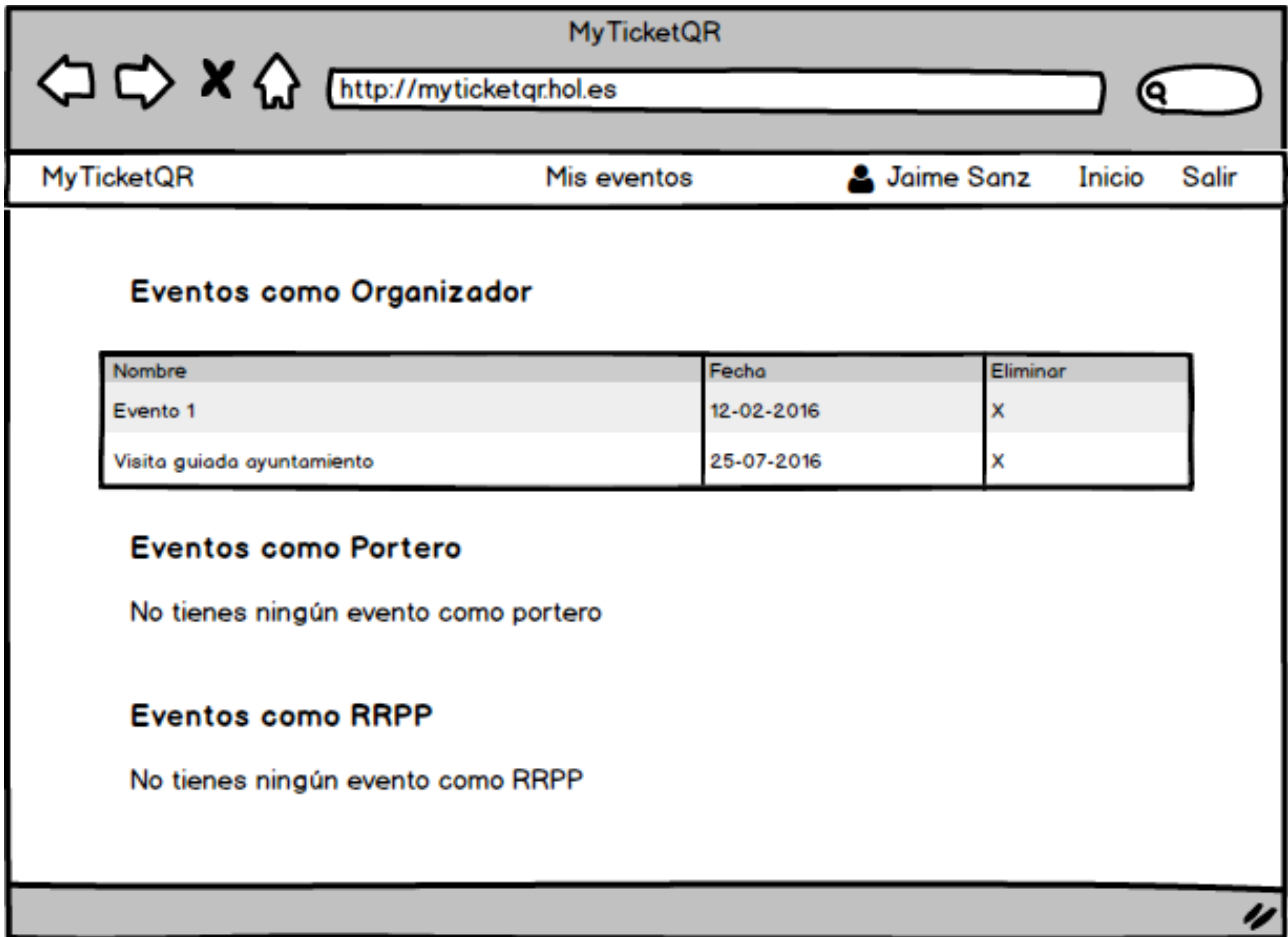 MyTicketQR
http://myticketqr.hol.es
MyTicketQR Mis eventos Jaime Sanz Inicio Salir
Eventos como Organizador
Nombre Fecha Eliminar
Evento 1 12-02-2016 X
Visita guiada ayuntamiento 25-07-2016 X
Eventos como Portero
No tienes ningún evento como portero
Eventos como RRPP
No tienes ningún evento como RRPP